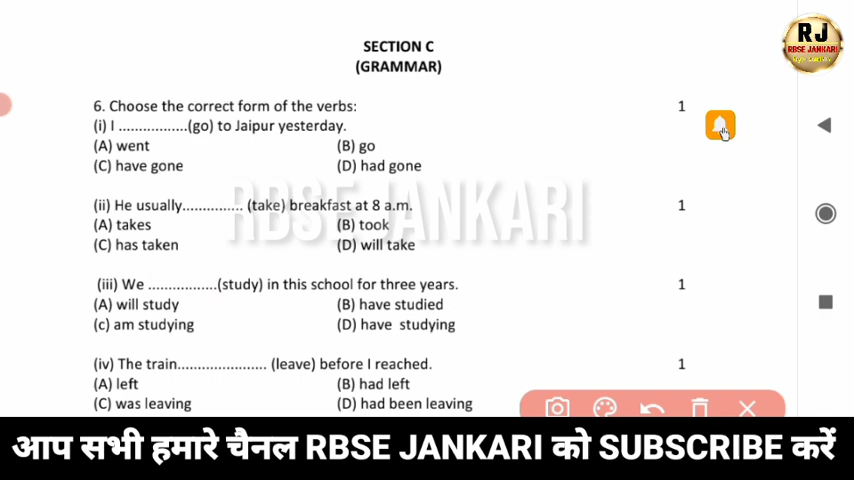 SECTION C
(GRAMMAR)
RJ
RBSE JANKARI
6. Choose the correct form of the verbs: 1
(i) I .................(go) to Jaipur yesterday.
(A) went (B) go
(C) have gone (D) had gone
(ii) He usually............... (take) breakfast at 8 a.m. 1
(A) takes (B) took
(C) has taken (D) will take
RBSE JANKARI
(iii) We .................(study) in this school for three years. 1
(A) will study (B) have studied
(c) am studying (D) have studying
(iv) The train...................... (leave) before I reached. 1
(A) left (B) had left
(C) was leaving (D) had been leaving
आप सभी हमारे चैनल RBSE JANKARI को SUBSCRIBE करें